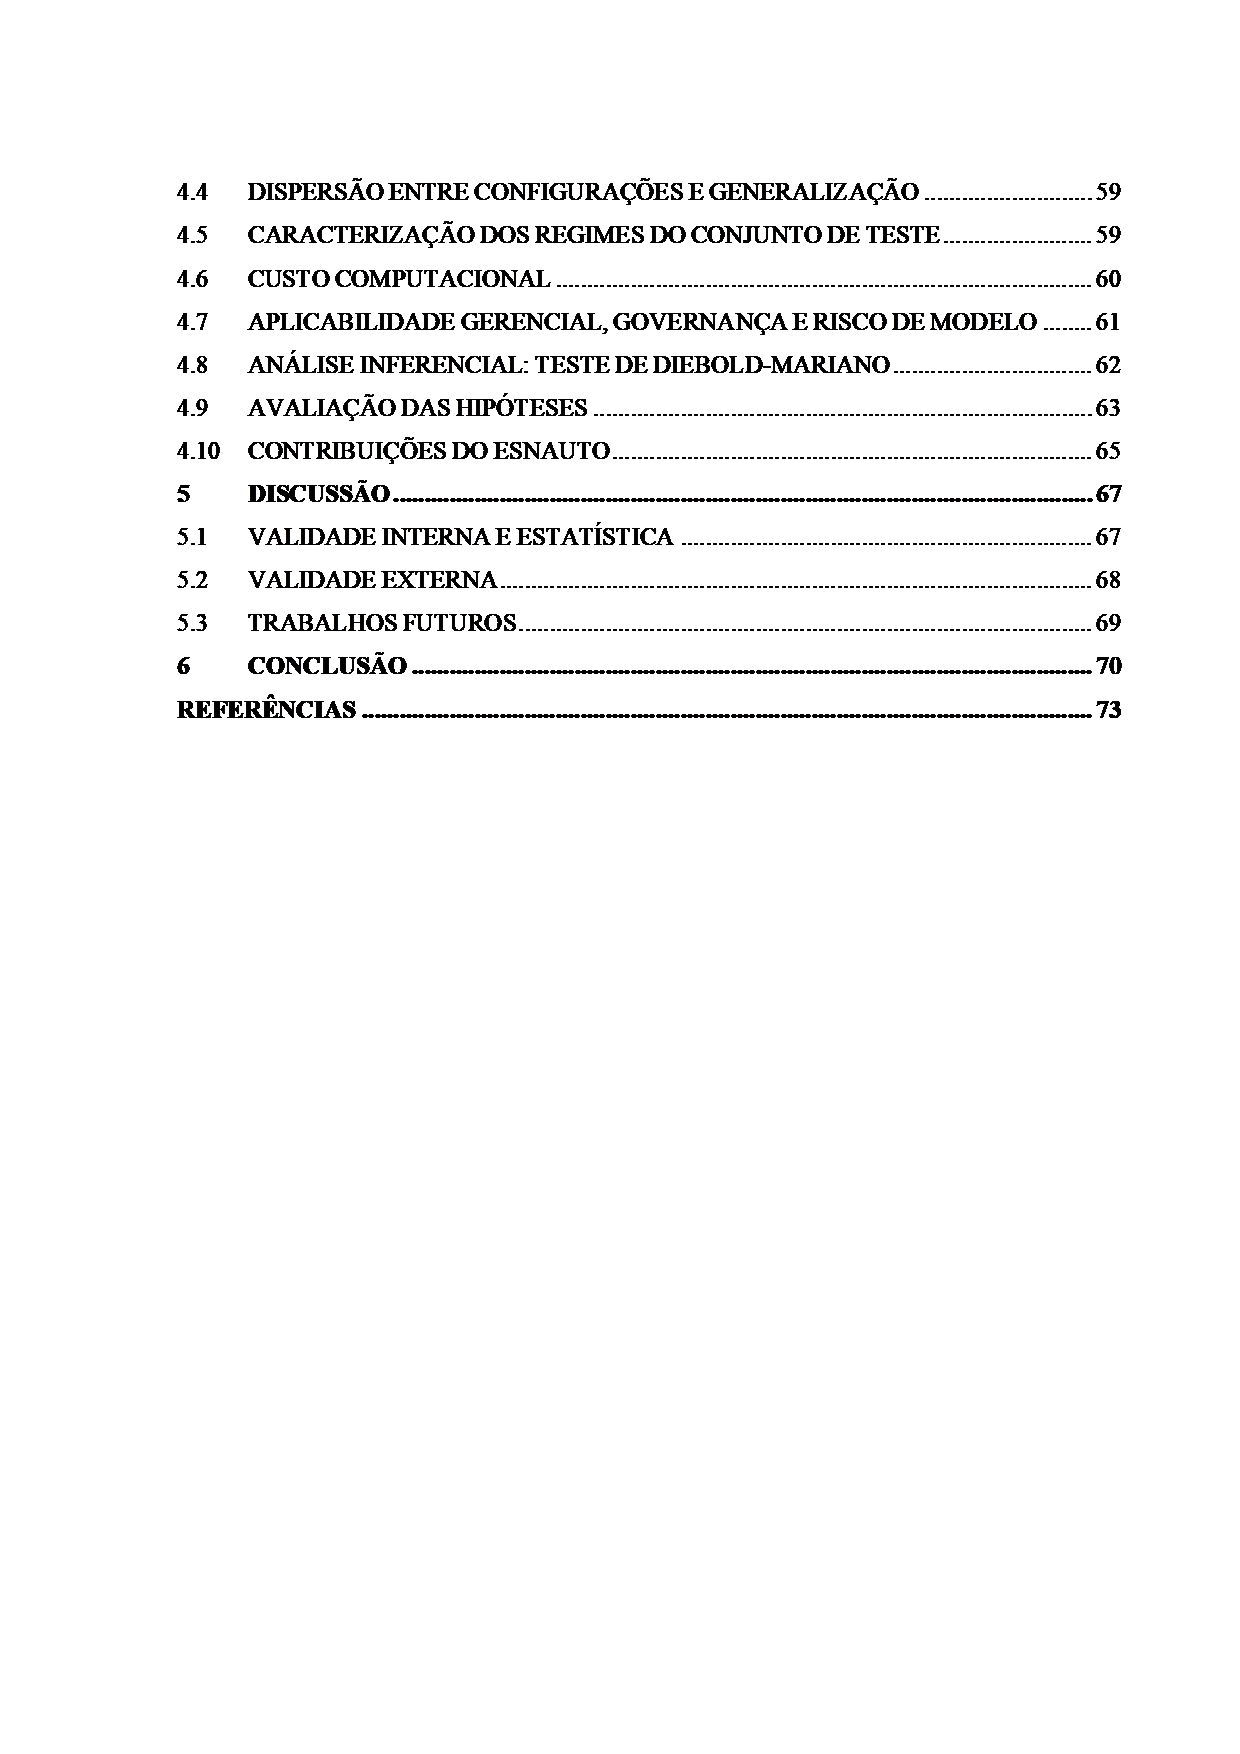 4.4 DISPERSÃO ENTRE CONFIGURAÇÕES E GENERALIZAÇÃO ........................... 59
4.5 CARACTERIZAÇÃO DOS REGIMES DO CONJUNTO DE TESTE ........................ 59
4.6 CUSTO COMPUTACIONAL ...................................................................................... 60
4.7 APLICABILIDADE GERENCIAL, GOVERNANÇA E RISCO DE MODELO ........ 61
4.8 ANÁLISE INFERENCIAL: TESTE DE DIEBOLD-MARIANO ................................ 62
4.9 AVALIAÇÃO DAS HIPÓTESES ................................................................................ 63
4.10 CONTRIBUIÇÕES DO ESNAUTO ............................................................................. 65
5 DISCUSSÃO ................................................................................................................ 67
5.1 VALIDADE INTERNA E ESTATÍSTICA .................................................................. 67
5.2 VALIDADE EXTERNA ............................................................................................... 68
5.3 TRABALHOS FUTUROS ............................................................................................ 69
6 CONCLUSÃO ............................................................................................................. 70
REFERÊNCIAS ..................................................................................................................... 73